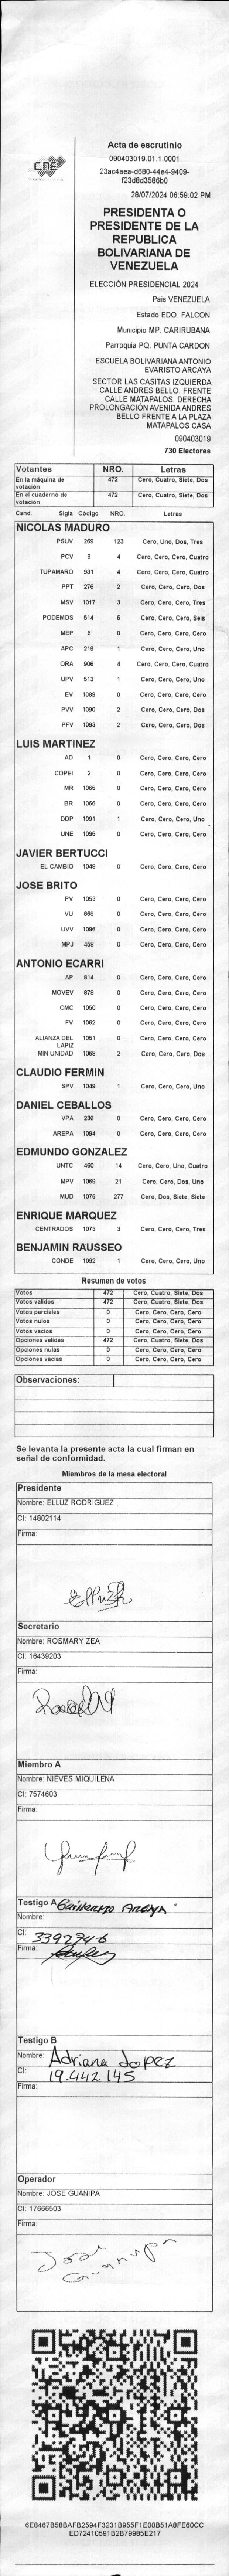 CNE
Acta de escrutinio
090403019.01.1.0001
23ac4aea-d680-44e4-9409-
f23d8d3586b0
28/07/2024 06:59:02 PM
PRESIDENTA O
PRESIDENTE DE LA
REPUBLICA
BOLIVARIANA DE
VENEZUELA
ELECCIÓN PRESIDENCIAL 2024
Pais VENEZUELA
Estado EDO. FALCON
Municipio MP. CARIRUBANA
Parroquia PQ. PUNTA CARDON
ESCUELA BOLIVARIANA ANTONIO
EVARISTO ARCAYA
SECTOR LAS CASITAS IZQUIERDA
CALLE ANDRES BELLO. FRENTE
CALLE MATAPALOS. DERECHA
PROLONGACIÓN AVENIDA ANDRES
BELLO FRENTE A LA PLAZA
MATAPALOS CASA
090403019
730 Electores
Votantes NRO. Letras
En la máquina de votación 472 Cero, Cuatro, Siete, Dos
En el cuaderno de votación 472 Cero, Cuatro, Siete, Dos
Cand. Sigla Código NRO. Letras
NICOLAS MADURO
PSUV 269 123 Cero, Uno, Dos, Tres
PCV 9 4 Cero, Cero, Cero, Cuatro
TUPAMARO 931 4 Cero, Cero, Cero, Cuatro
PPT 276 2 Cero, Cero, Cero, Dos
MSV 1017 3 Cero, Cero, Cero, Tres
PODEMOS 514 6 Cero, Cero, Cero, Seis
MEP 6 0 Cero, Cero, Cero, Cero
APC 219 1 Cero, Cero, Cero, Uno
ORA 906 4 Cero, Cero, Cero, Cuatro
UPV 513 1 Cero, Cero, Cero, Uno
EV 1089 0 Cero, Cero, Cero, Cero
PVV 1090 2 Cero, Cero, Cero, Dos
PFV 1093 2 Cero, Cero, Cero, Dos
LUIS MARTINEZ
AD 1 0 Cero, Cero, Cero, Cero
COPEI 2 0 Cero, Cero, Cero, Cero
MR 1065 0 Cero, Cero, Cero, Cero
BR 1066 0 Cero, Cero, Cero, Cero
DDP 1091 1 Cero, Cero, Cero, Uno
UNE 1095 0 Cero, Cero, Cero, Cero
JAVIER BERTUCCI
EL CAMBIO 1048 0 Cero, Cero, Cero, Cero
JOSE BRITO
PV 1053 0 Cero, Cero, Cero, Cero
VU 868 0 Cero, Cero, Cero, Cero
UVV 1096 0 Cero, Cero, Cero, Cero
MPJ 458 0 Cero, Cero, Cero, Cero
ANTONIO ECARRI
AP 814 0 Cero, Cero, Cero, Cero
MOVEV 878 0 Cero, Cero, Cero, Cero
CMC 1050 0 Cero, Cero, Cero, Cero
FV 1062 0 Cero, Cero, Cero, Cero
ALIANZA DEL LAPIZ 1051 0 Cero, Cero, Cero, Cero
MIN UNIDAD 1068 2 Cero, Cero, Cero, Dos
CLAUDIO FERMIN
SPV 1049 1 Cero, Cero, Cero, Uno
DANIEL CEBALLOS
VPA 236 0 Cero, Cero, Cero, Cero
AREPA 1094 0 Cero, Cero, Cero, Cero
EDMUNDO GONZALEZ
UNTC 460 14 Cero, Cero, Uno, Cuatro
MPV 1069 21 Cero, Cero, Dos, Uno
MUD 1075 277 Cero, Dos, Siete, Siete
ENRIQUE MARQUEZ
CENTRADOS 1073 3 Cero, Cero, Cero, Tres
BENJAMIN RAUSSEO
CONDE 1092 1 Cero, Cero, Cero, Uno
Resumen de votos
Votos 472 Cero, Cuatro, Siete, Dos
Votos validos 472 Cero, Cuatro, Siete, Dos
Votos parciales 0 Cero, Cero, Cero, Cero
Votos nulos 0 Cero, Cero, Cero, Cero
Votos vacios 0 Cero, Cero, Cero, Cero
Opciones validas 472 Cero, Cuatro, Siete, Dos
Opciones nulas 0 Cero, Cero, Cero, Cero
Opciones vacias 0 Cero, Cero, Cero, Cero
Observaciones:
Se levanta la presente acta la cual firman en
señal de conformidad.
Miembros de la mesa electoral
Presidente
Nombre: ELLUZ RODRIGUEZ
CI: 14802114
Firma:
Secretario
Nombre: ROSMARY ZEA
CI: 16439203
Firma:
Miembro A
Nombre: NIEVES MIQUILENA
CI: 7574603
Firma:
Testigo A Guillermo Araya
Nombre:
CI: 3392746
Firma:
Testigo B
Nombre: Adriana Lopez
CI: 19.442.145
Firma:
Operador
Nombre: JOSE GUANIPA
CI: 17666503
Firma:
José Guanipa
6E8467B58BAFB2594F3231B955F1E00B51A8FE60CC
ED72410591B2B79985E217